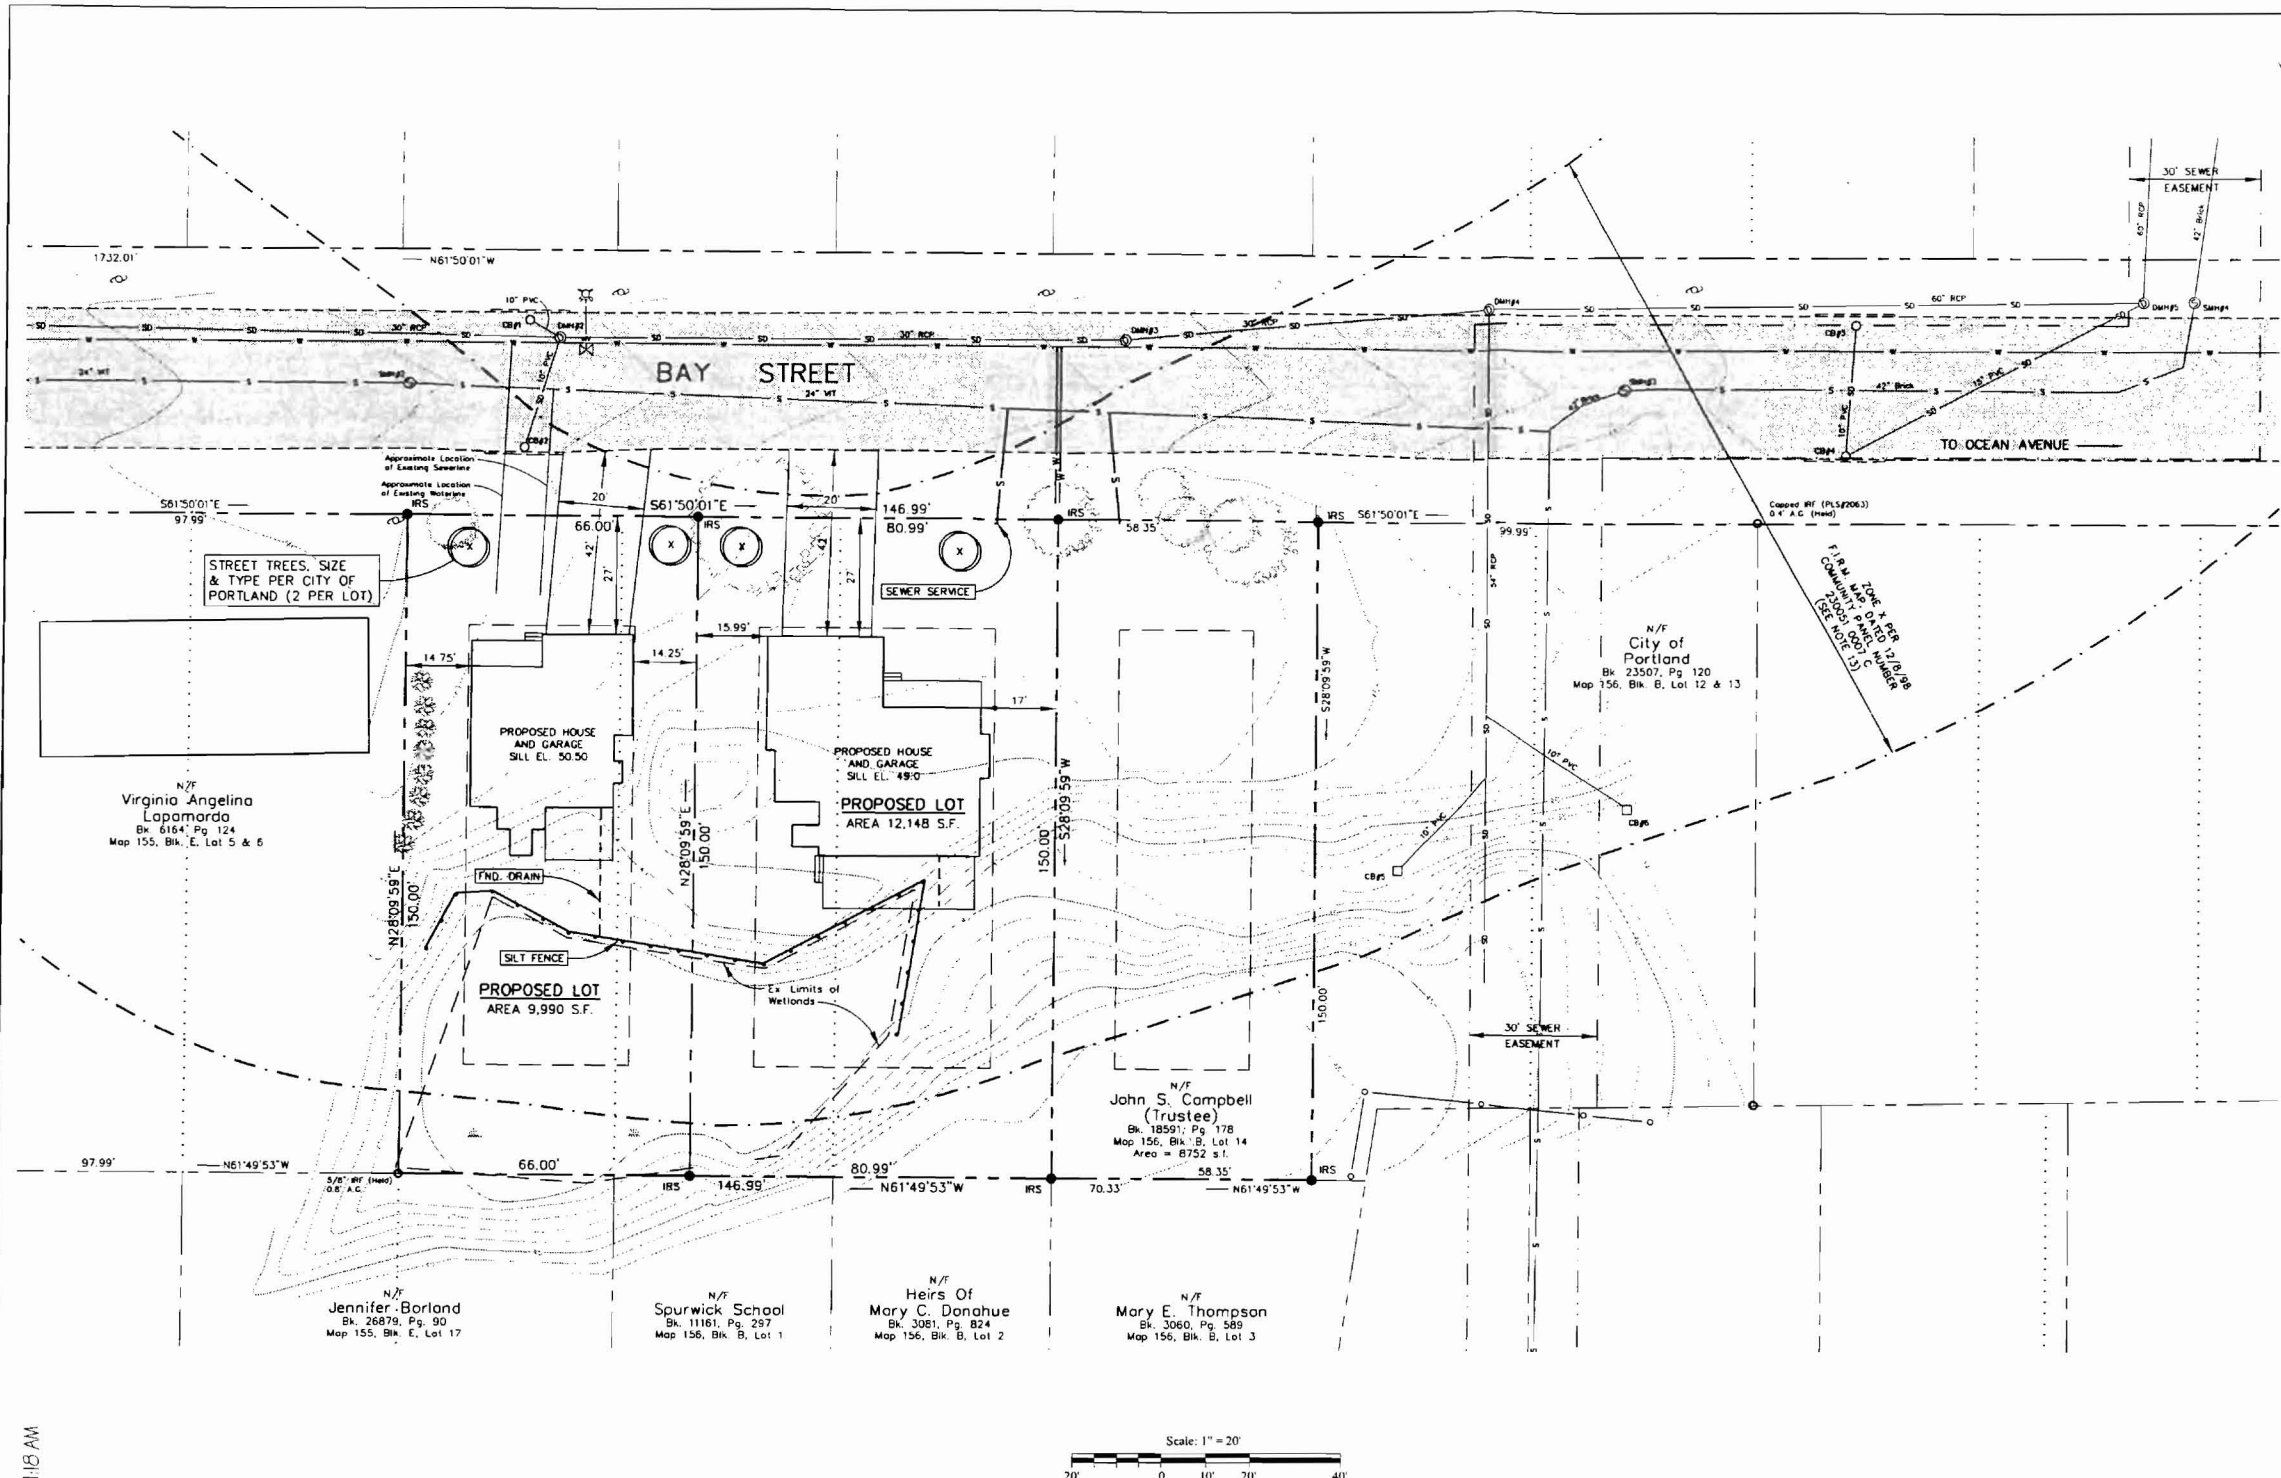 30' SEWER
EASEMENT
60" RCP
42" Brick
1732.01'
N61°50'01"W
10" PVC
CB#1
DMH#2
30" RCP
30" RCP
DMH#3
30" RCP
DMH#4
60" RCP
DMH#5
SMH#4
CB#3
24" VIT
BAY STREET
24" VIT
10" PVC
42" Brick
15" PVC
10" PVC
CB#2
CB#4
TO OCEAN AVENUE
Approximate Location
of Existing Sewerline
Approximate Location
of Existing Waterline
S61°50'01"E
97.99'
IRS
20'
S61°50'01"E
66.00'
IRS
20'
146.99'
80.99'
IRS
58.35'
IRS
S61°50'01"E
99.99'
Capped IRF (PLS#2063)
0.4' A.G. (Held)
42'
27'
42'
27'
54" RCP
STREET TREES, SIZE
& TYPE PER CITY OF
PORTLAND (2 PER LOT)
SEWER SERVICE
ZONE X PER
F.I.R.M. MAP, DATED 12/8/98
COMMUNITY PANEL NUMBER
230051 0007 C
(SEE NOTE 13)
N/F
City of
Portland
Bk. 23507, Pg. 120
Map 156, Blk. B, Lot 12 & 13
14.75'
14.25'
15.99'
17'
S28°09'59"W
PROPOSED HOUSE
AND GARAGE
SILL EL. 50.50
PROPOSED HOUSE
AND GARAGE
SILL EL. 49.0
PROPOSED LOT
AREA 12,148 S.F.
10" PVC
10" PVC
CB#6
CB#5
N/F
Virginia Angelina
Lapomarda
Bk. 6164, Pg. 124
Map 155, Blk. E, Lot 5 & 6
N28°09'59"E
150.00'
N28°09'59"E
150.00'
150.00'
S28°09'59"W
FND. DRAIN
SILT FENCE
PROPOSED LOT
AREA 9,990 S.F.
Ex. Limits of
Wetlands
150.00'
30' SEWER
EASEMENT
N/F
John S. Campbell
(Trustee)
Bk. 18591, Pg. 178
Map 156, Blk. B, Lot 14
Area = 8752 s.f.
97.99'
N61°49'53"W
5/8" IRF (Held)
0.8' A.G.
66.00'
IRS
146.99'
80.99'
N61°49'53"W
IRS
70.33'
58.35'
N61°49'53"W
IRS
N/F
Jennifer Borland
Bk. 26879, Pg. 90
Map 155, Blk. E, Lot 17
N/F
Spurwick School
Bk. 11161, Pg. 297
Map 156, Blk. B, Lot 1
N/F
Heirs Of
Mary C. Donahue
Bk. 3081, Pg. 824
Map 156, Blk. B, Lot 2
N/F
Mary E. Thompson
Bk. 3060, Pg. 589
Map 156, Blk. B, Lot 3
Scale: 1" = 20'
20' 0 10' 20' 40'